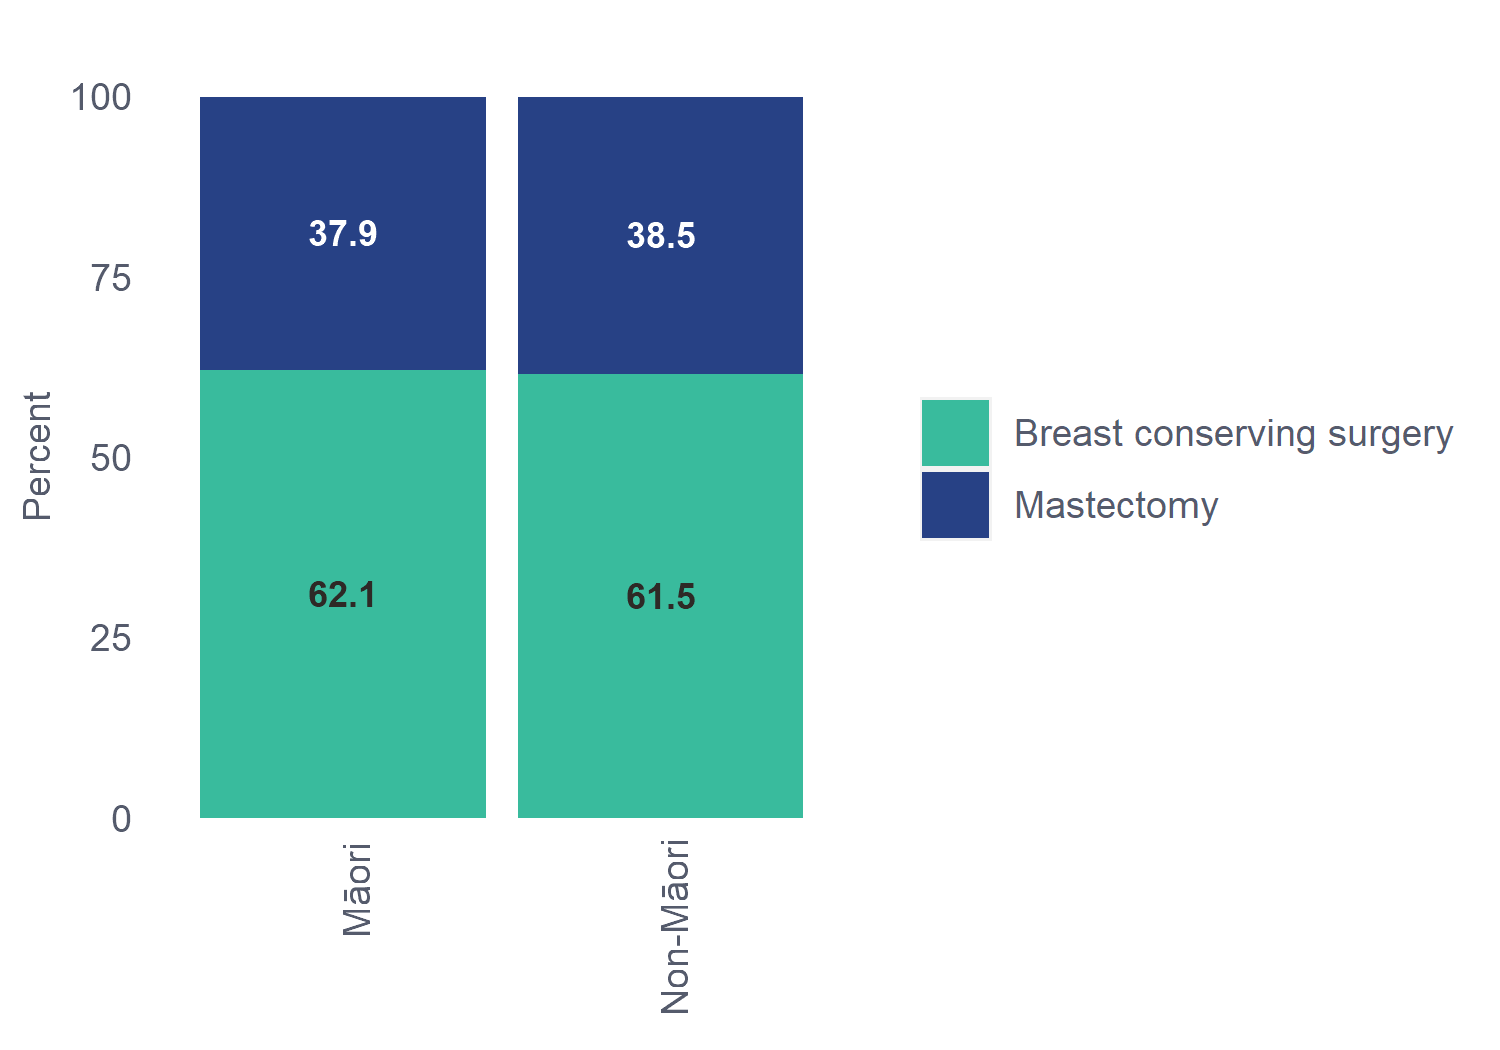 100
75
50
25
0
Percent
37.9
38.5
62.1
61.5
Māori
Non-Māori
Breast conserving surgery
Mastectomy